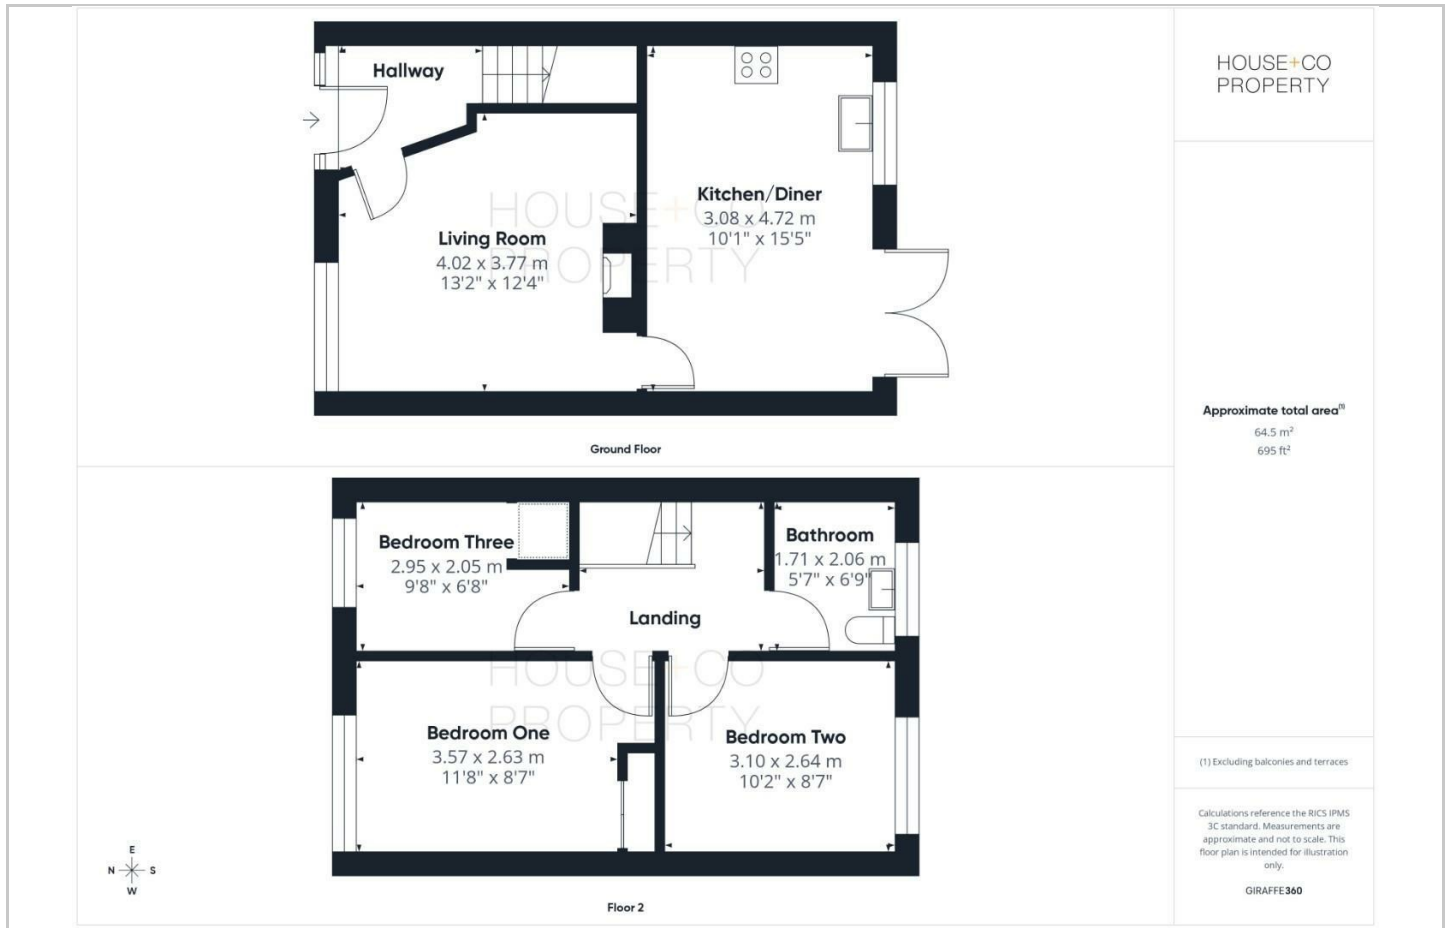 Hallway
Kitchen/Diner
3.08 x 4.72 m
10'1" x 15'5"
Living Room
4.02 x 3.77 m
13'2" x 12'4"
HOUSE+CO
PROPERTY
Ground Floor
Bedroom Three
2.95 x 2.05 m
9'8" x 6'8"
Bathroom
1.71 x 2.06 m
5'7" x 6'9"
Landing
HOUSE+CO
PROPERTY
Bedroom One
3.57 x 2.63 m
11'8" x 8'7"
Bedroom Two
3.10 x 2.64 m
10'2" x 8'7"
E
N S
W
Floor 2
HOUSE+CO
PROPERTY
Approximate total area(1)
64.5 m²
695 ft²
(1) Excluding balconies and terraces
Calculations reference the RICS IPMS
3C standard. Measurements are
approximate and not to scale. This
floor plan is intended for illustration
only.
GIRAFFE360